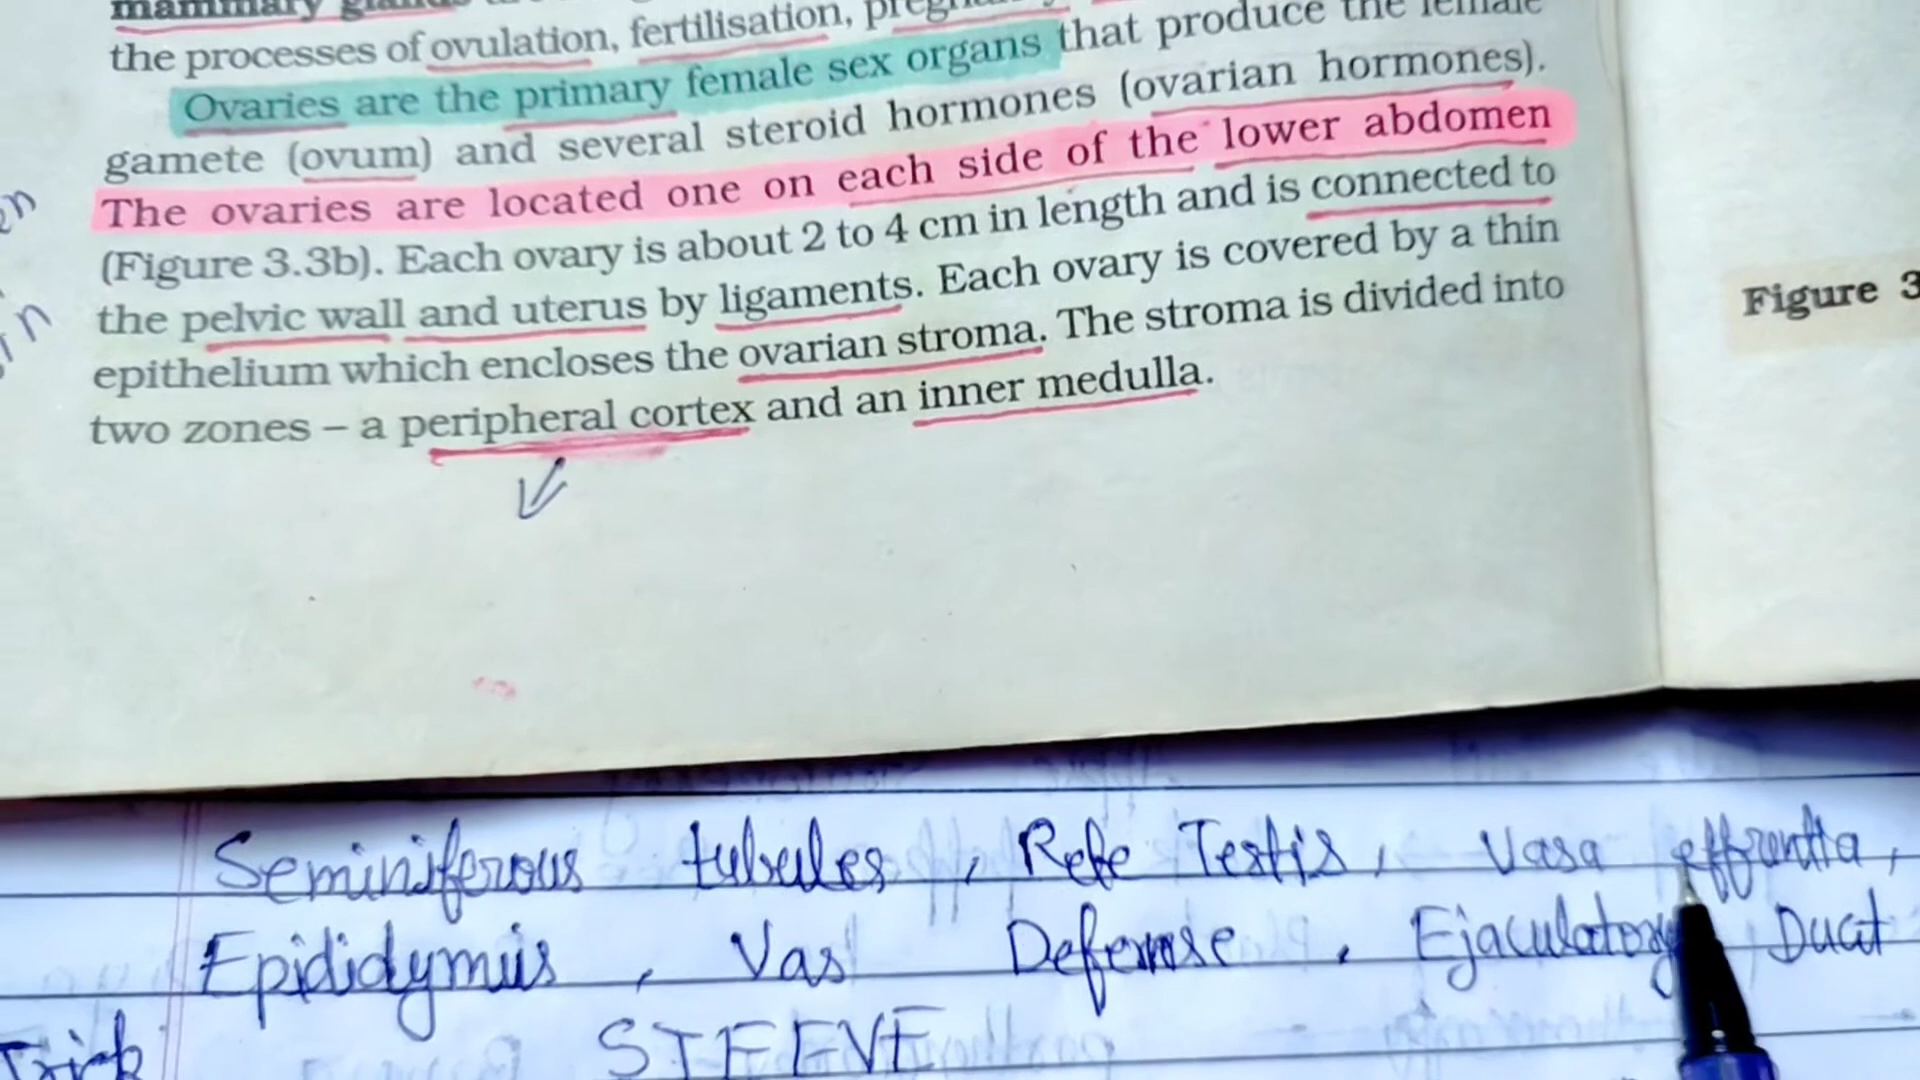 mammary glands
the processes of ovulation, fertilisation,
Ovaries are the primary female sex organs that produce the female
gamete (ovum) and several steroid hormones (ovarian hormones).
The ovaries are located one on each side of the lower abdomen
(Figure 3.3b). Each ovary is about 2 to 4 cm in length and is connected to
the pelvic wall and uterus by ligaments. Each ovary is covered by a thin
epithelium which encloses the ovarian stroma. The stroma is divided into
two zones – a peripheral cortex and an inner medulla.
Figure 3
Seminiferous tubules, Rete Testis, Vasa
Epididymis, Vas Ejaculatory Duct
Trick